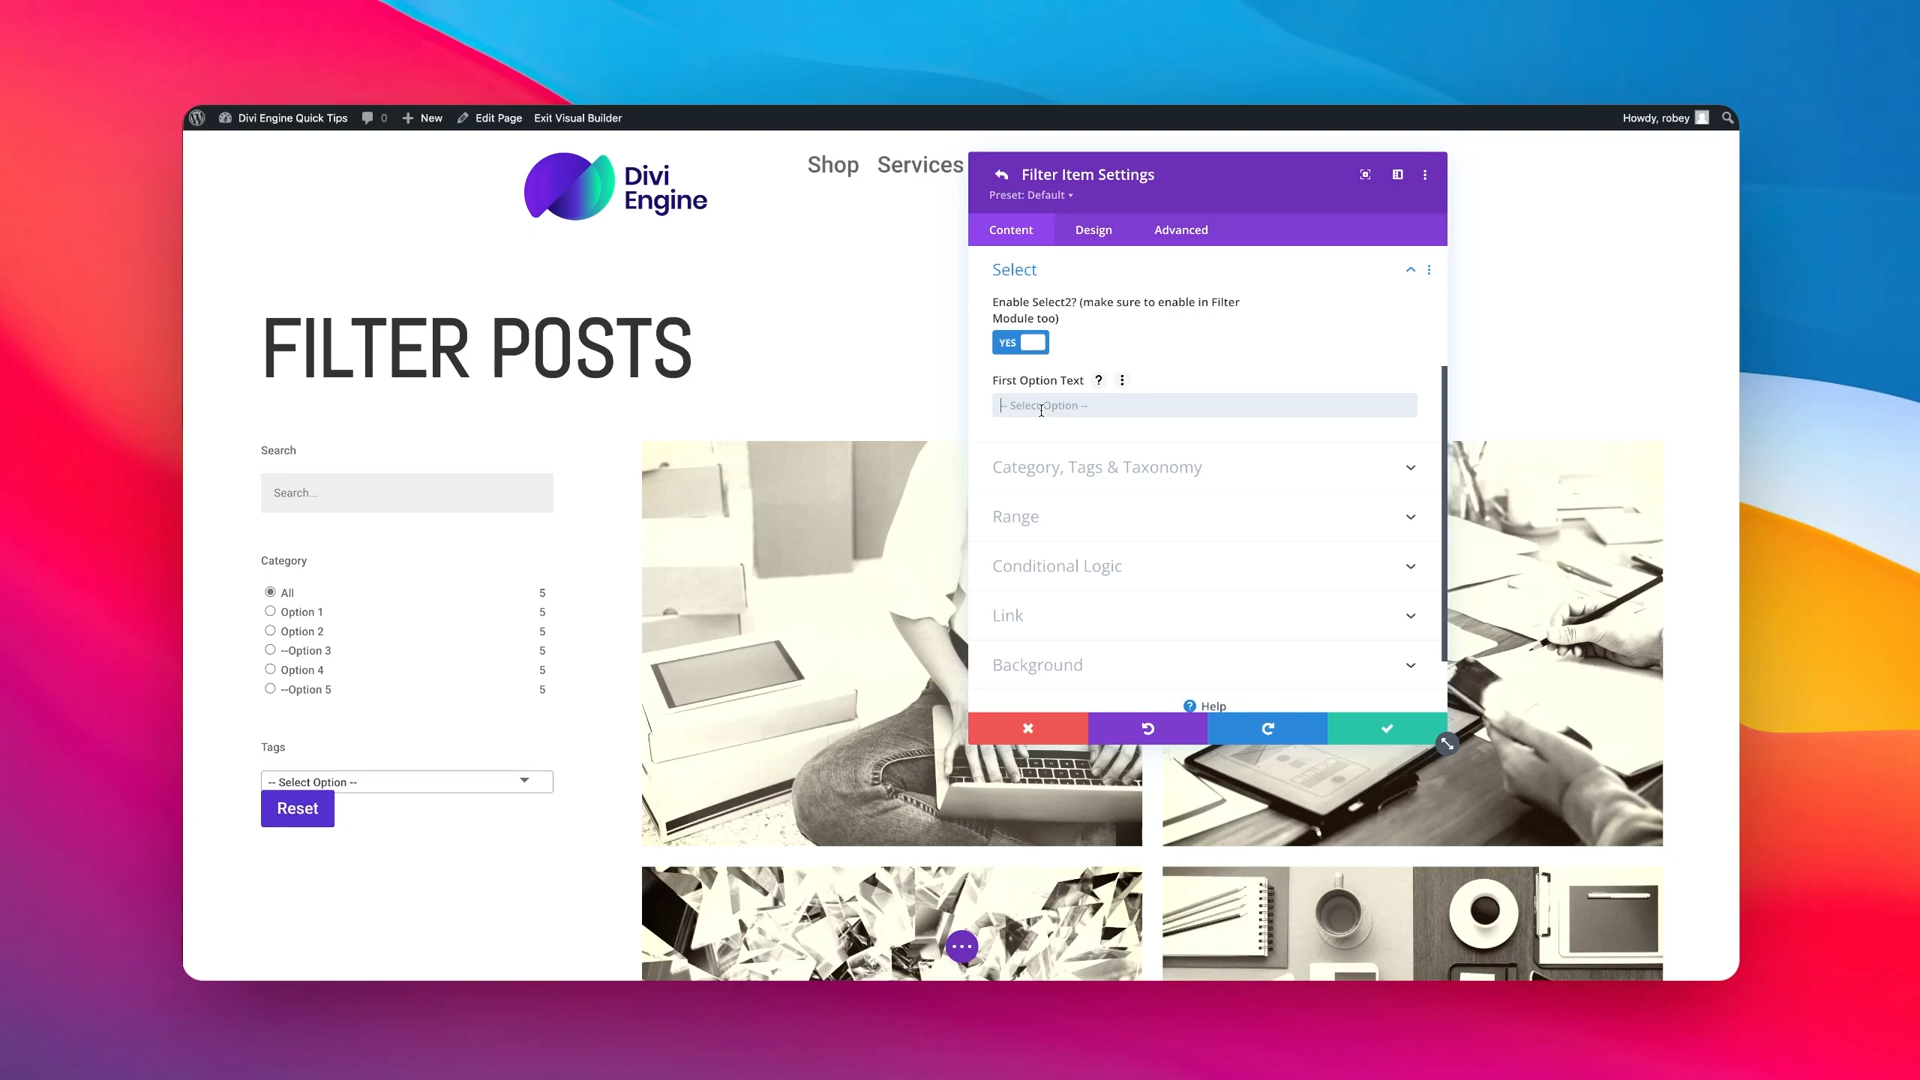 Divi Engine Quick Tips 0 New Edit Page Exit Visual Builder Howdy, robey
Divi
Engine
Shop Services
FILTER POSTS
Search
Search...
Category
All 5
Option 1 5
Option 2 5
--Option 3 5
Option 4 5
--Option 5 5
Tags
-- Select Option --
Reset
Filter Item Settings
Preset: Default
Content Design Advanced
Select
Enable Select2? (make sure to enable in Filter
Module too)
YES
First Option Text ?
-- Select Option --
Category, Tags & Taxonomy
Range
Conditional Logic
Link
Background
? Help